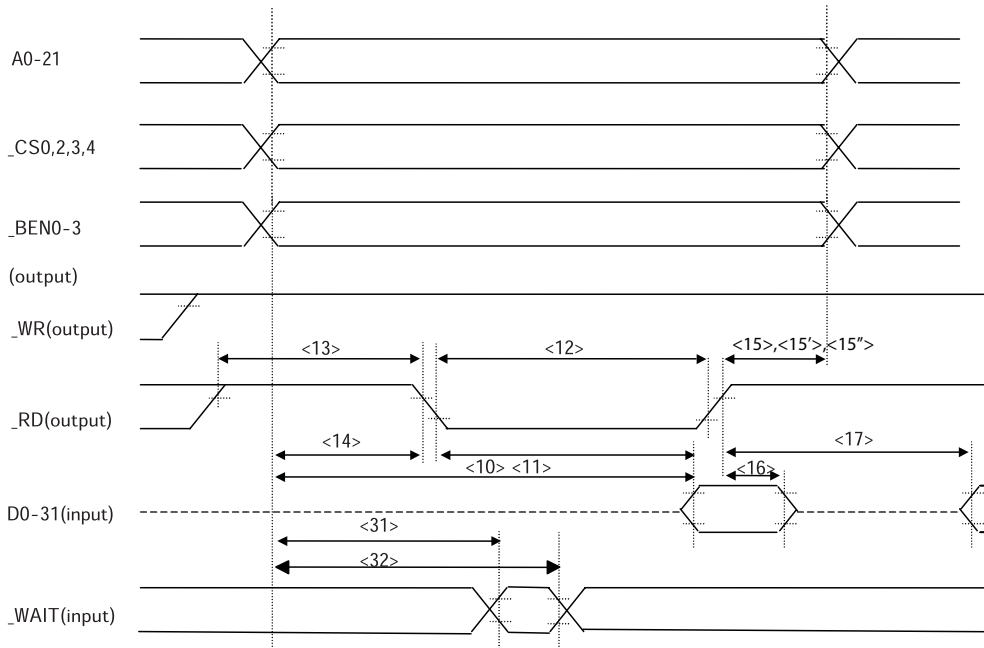 A0-21
_CS0,2,3,4
_BEN0-3
(output)
_WR(output)
<13>
<12>
<15>,<15'>,<15">
_RD(output)
<14>
<17>
<10> <11>
<16>
D0-31(input)
<31>
<32>
_WAIT(input)